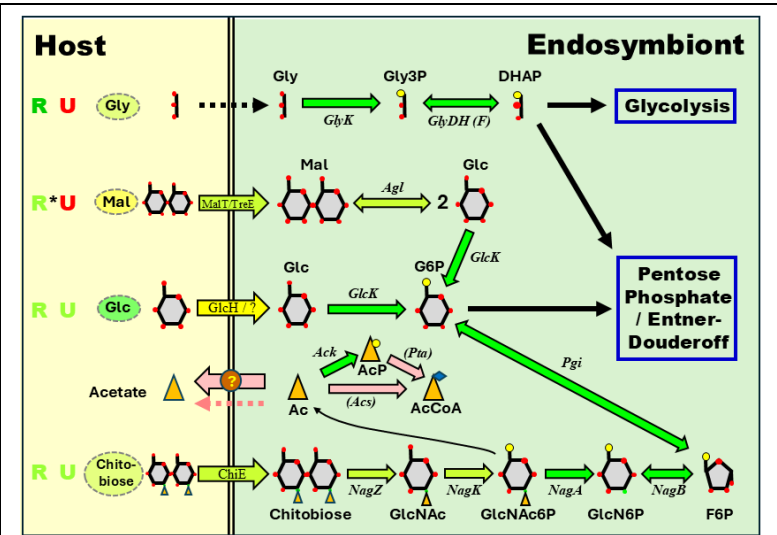 Host
Endosymbiont
R U
Gly
Gly
GlyK
Gly3P
GlyDH (F)
DHAP
Glycolysis
R*U
Mal
MalT/TreE
Mal
Agl
2
Glc
GlcK
R U
Glc
GlcH / ?
Glc
GlcK
G6P
Pentose
Phosphate
/ Entner-
Douderoff
Pgi
Acetate
?
Ac
Ack
AcP
(Pta)
(Acs)
AcCoA
R U
Chito-
biose
ChiE
Chitobiose
NagZ
GlcNAc
NagK
GlcNAc6P
NagA
GlcN6P
NagB
F6P